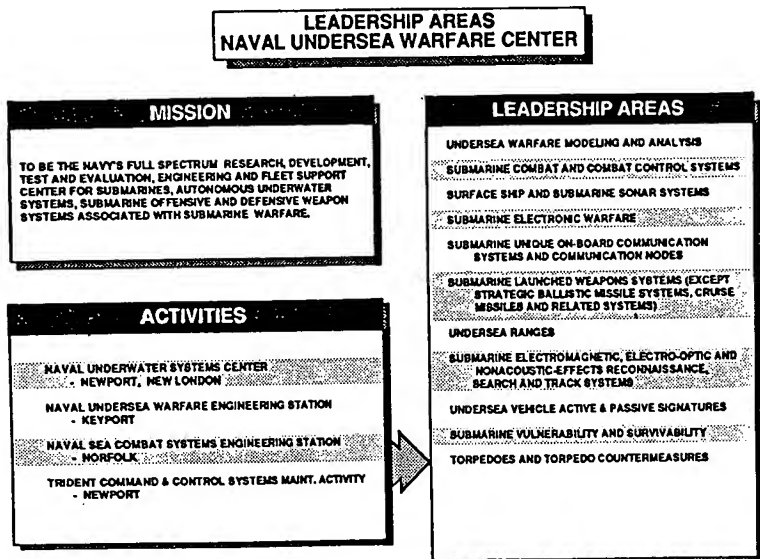 LEADERSHIP AREAS
NAVAL UNDERSEA WARFARE CENTER
MISSION
TO BE THE NAVY'S FULL SPECTRUM RESEARCH, DEVELOPMENT,
TEST AND EVALUATION, ENGINEERING AND FLEET SUPPORT
CENTER FOR SUBMARINES, AUTONOMOUS UNDERWATER
SYSTEMS, SUBMARINE OFFENSIVE AND DEFENSIVE WEAPON
SYSTEMS ASSOCIATED WITH SUBMARINE WARFARE.
ACTIVITIES
NAVAL UNDERWATER SYSTEMS CENTER
- NEWPORT, NEW LONDON
NAVAL UNDERSEA WARFARE ENGINEERING STATION
- KEYPORT
NAVAL SEA COMBAT SYSTEMS ENGINEERING STATION
- NORFOLK
TRIDENT COMMAND & CONTROL SYSTEMS MAINT. ACTIVITY
- NEWPORT
LEADERSHIP AREAS
UNDERSEA WARFARE MODELING AND ANALYSIS
SUBMARINE COMBAT AND COMBAT CONTROL SYSTEMS
SURFACE SHIP AND SUBMARINE SONAR SYSTEMS
SUBMARINE ELECTRONIC WARFARE
SUBMARINE UNIQUE ON-BOARD COMMUNICATION
SYSTEMS AND COMMUNICATION NODES
SUBMARINE LAUNCHED WEAPONS SYSTEMS (EXCEPT
STRATEGIC BALLISTIC MISSILE SYSTEMS, CRUISE
MISSILES AND RELATED SYSTEMS)
UNDERSEA RANGES
SUBMARINE ELECTROMAGNETIC, ELECTRO-OPTIC AND
NONACOUSTIC-EFFECTS RECONNAISSANCE,
SEARCH AND TRACK SYSTEMS
UNDERSEA VEHICLE ACTIVE & PASSIVE SIGNATURES
SUBMARINE VULNERABILITY AND SURVIVABILITY
TORPEDOES AND TORPEDO COUNTERMEASURES